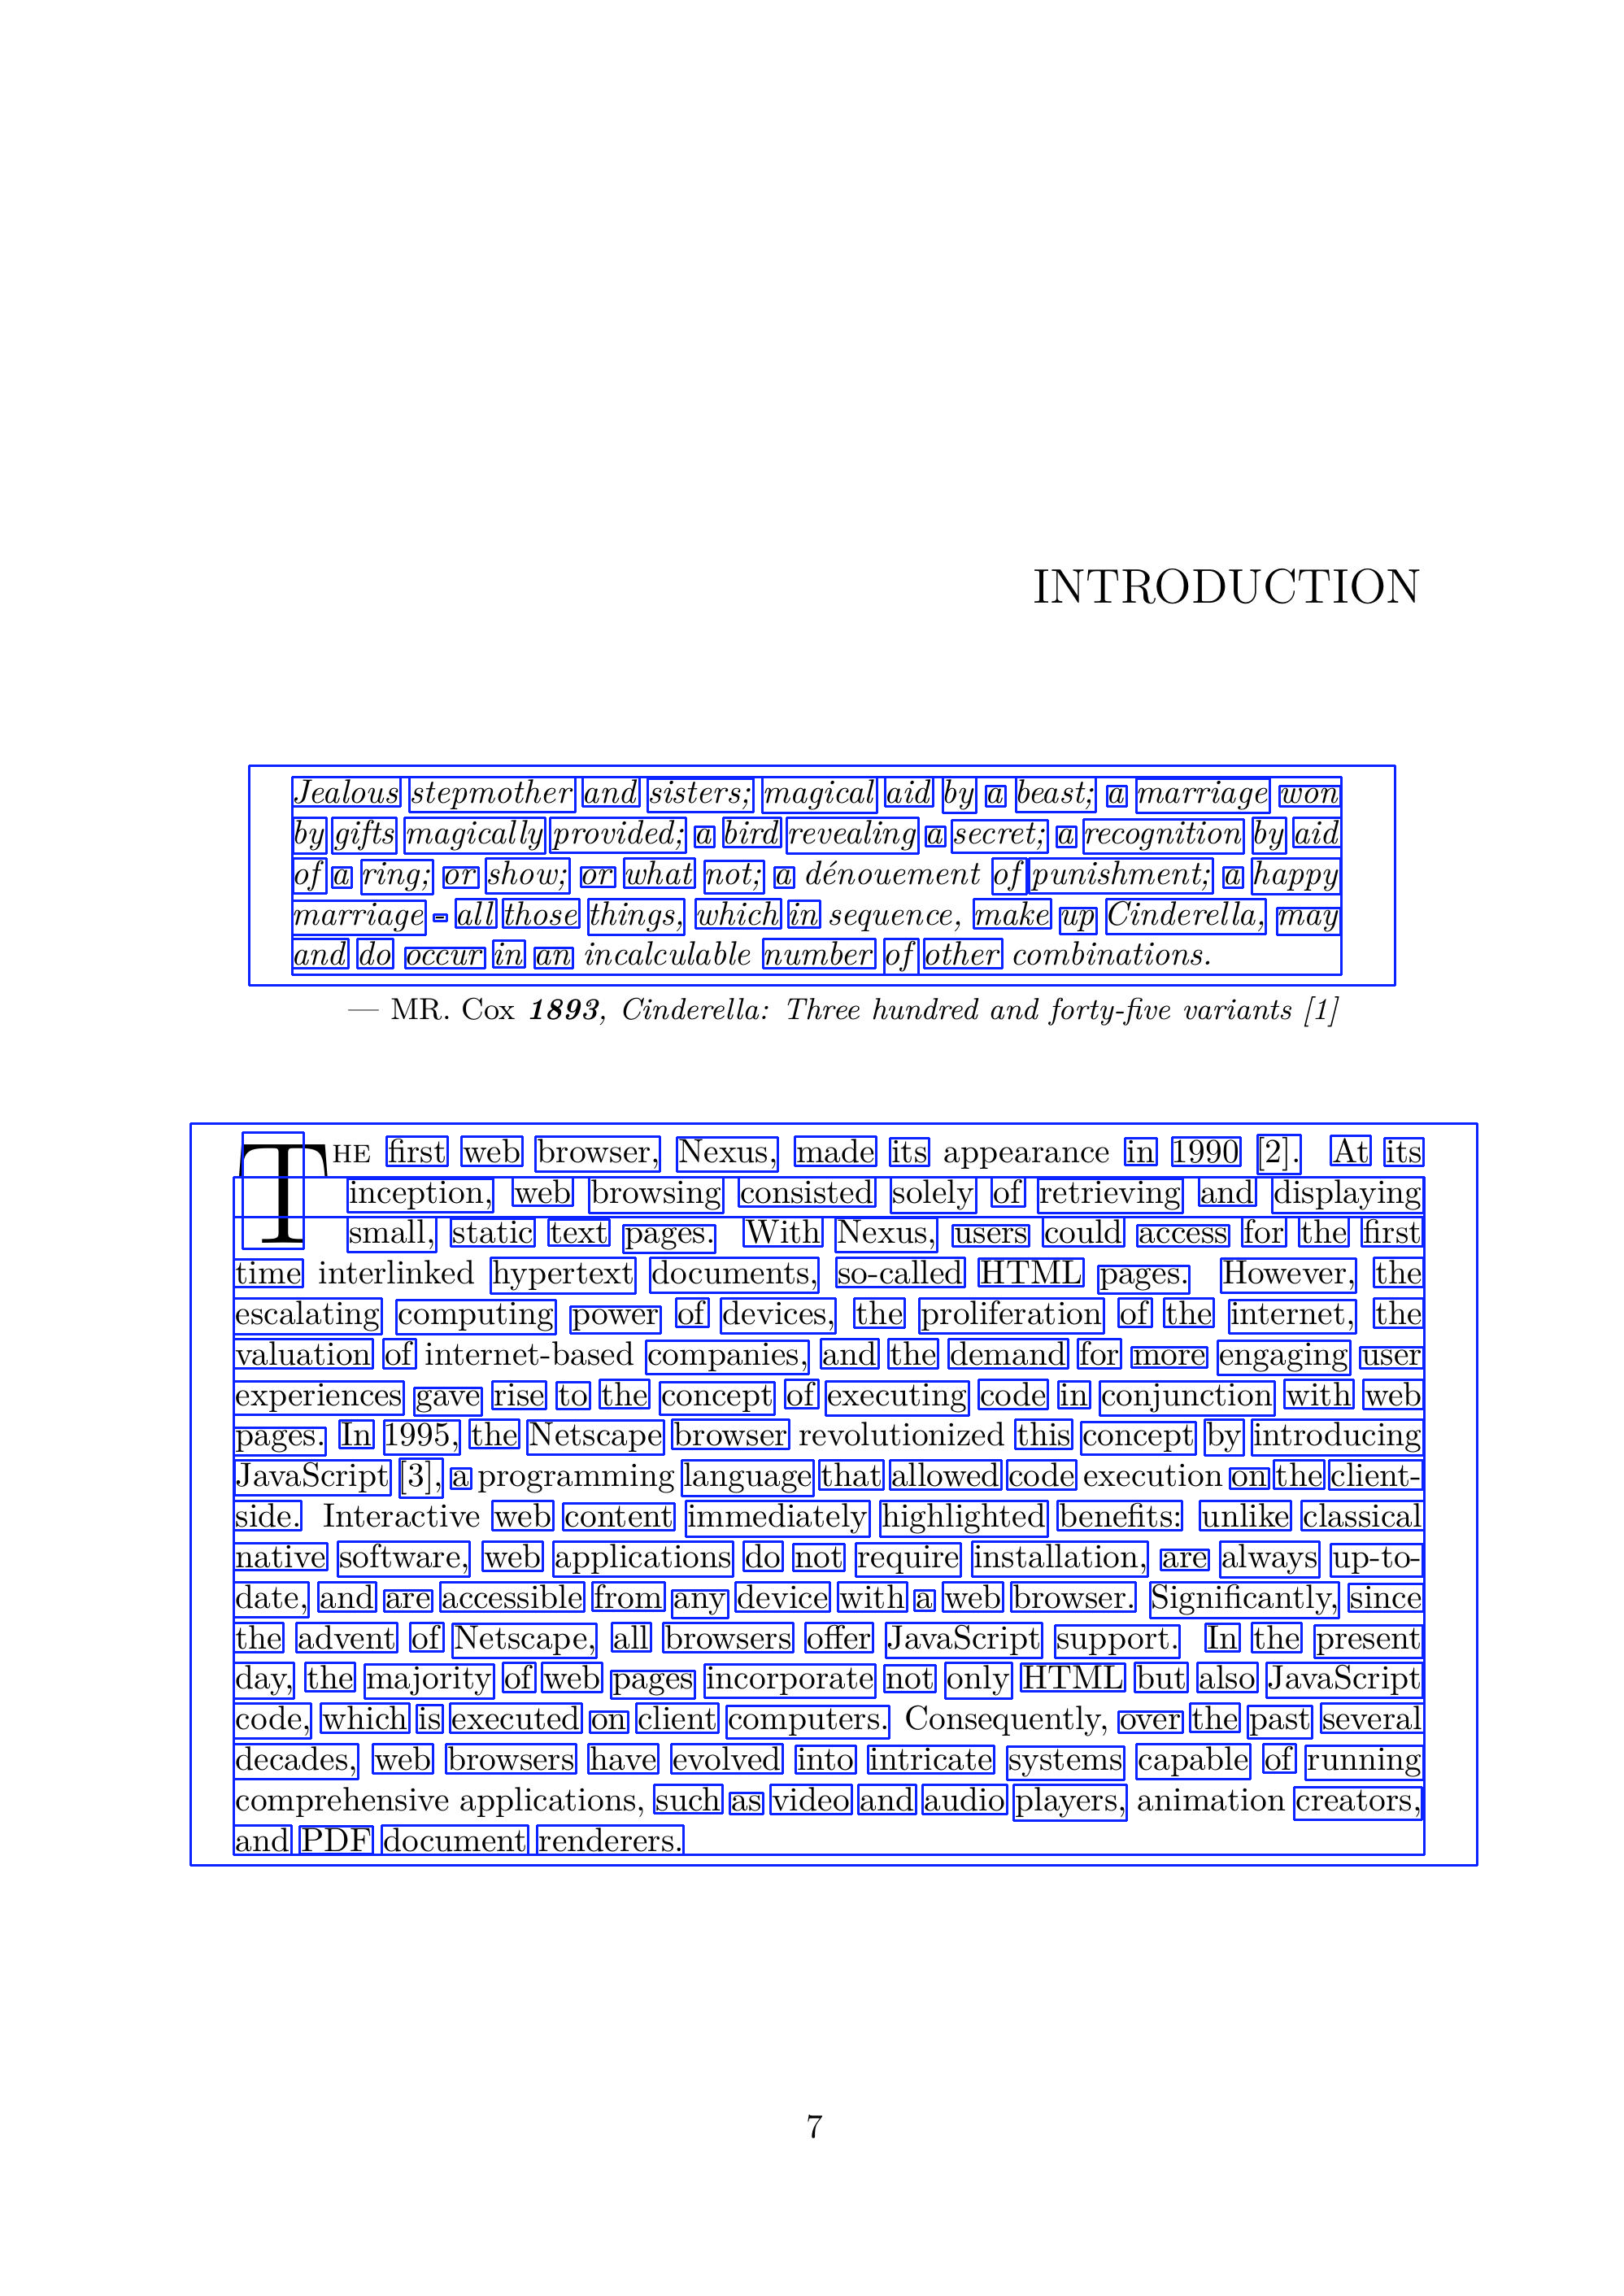 INTRODUCTION
Jealous stepmother and sisters; magical aid by a beast; a marriage won
by gifts magically provided; a bird revealing a secret; a recognition by aid
of a ring; or show; or what not; a dénouement of punishment; a happy
marriage – all those things, which in sequence, make up Cinderella, may
and do occur in an incalculable number of other combinations.
— MR. Cox 1893, Cinderella: Three hundred and forty-five variants [1]
THE first web browser, Nexus, made its appearance in 1990 [2]. At its
inception, web browsing consisted solely of retrieving and displaying
small, static text pages. With Nexus, users could access for the first
time interlinked hypertext documents, so-called HTML pages. However, the
escalating computing power of devices, the proliferation of the internet, the
valuation of internet-based companies, and the demand for more engaging user
experiences gave rise to the concept of executing code in conjunction with web
pages. In 1995, the Netscape browser revolutionized this concept by introducing
JavaScript [3], a programming language that allowed code execution on the client-
side. Interactive web content immediately highlighted benefits: unlike classical
native software, web applications do not require installation, are always up-to-
date, and are accessible from any device with a web browser. Significantly, since
the advent of Netscape, all browsers offer JavaScript support. In the present
day, the majority of web pages incorporate not only HTML but also JavaScript
code, which is executed on client computers. Consequently, over the past several
decades, web browsers have evolved into intricate systems capable of running
comprehensive applications, such as video and audio players, animation creators,
and PDF document renderers.
7